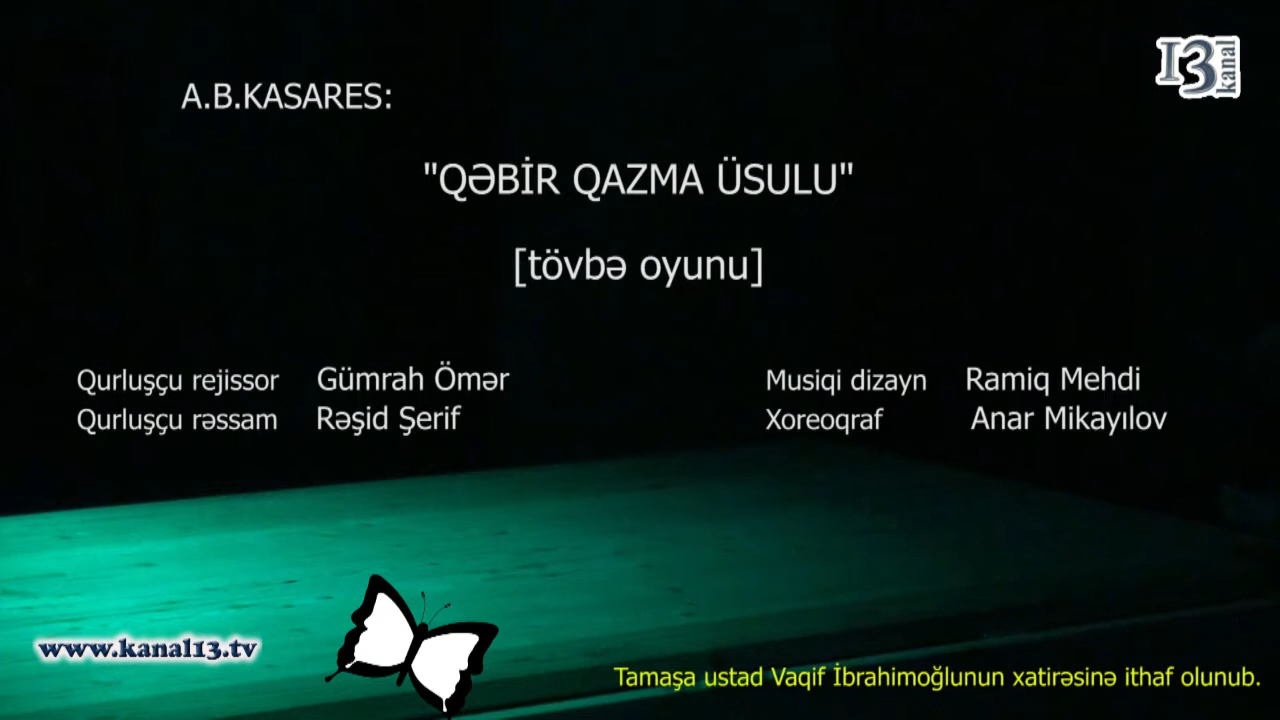 13 kanal
A.B.KASARES:
"QƏBİR QAZMA ÜSULU"
[tövbə oyunu]
Qurluşçu rejissor Gümrah Ömər
Qurluşçu rəssam Rəşid Şerif
Musiqi dizayn Ramiq Mehdi
Xoreoqraf Anar Mikayılov
www.kanal13.tv
Tamaşa ustad Vaqif İbrahimoğlunun xatirəsinə ithaf olunub.